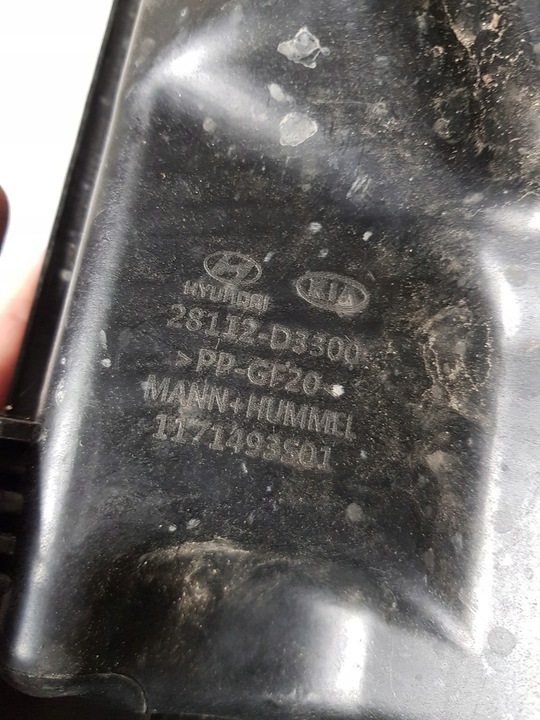 HYUNDAI KIA
28112-D3300
>PP-GF20<
MANN+HUMMEL
1171493S01